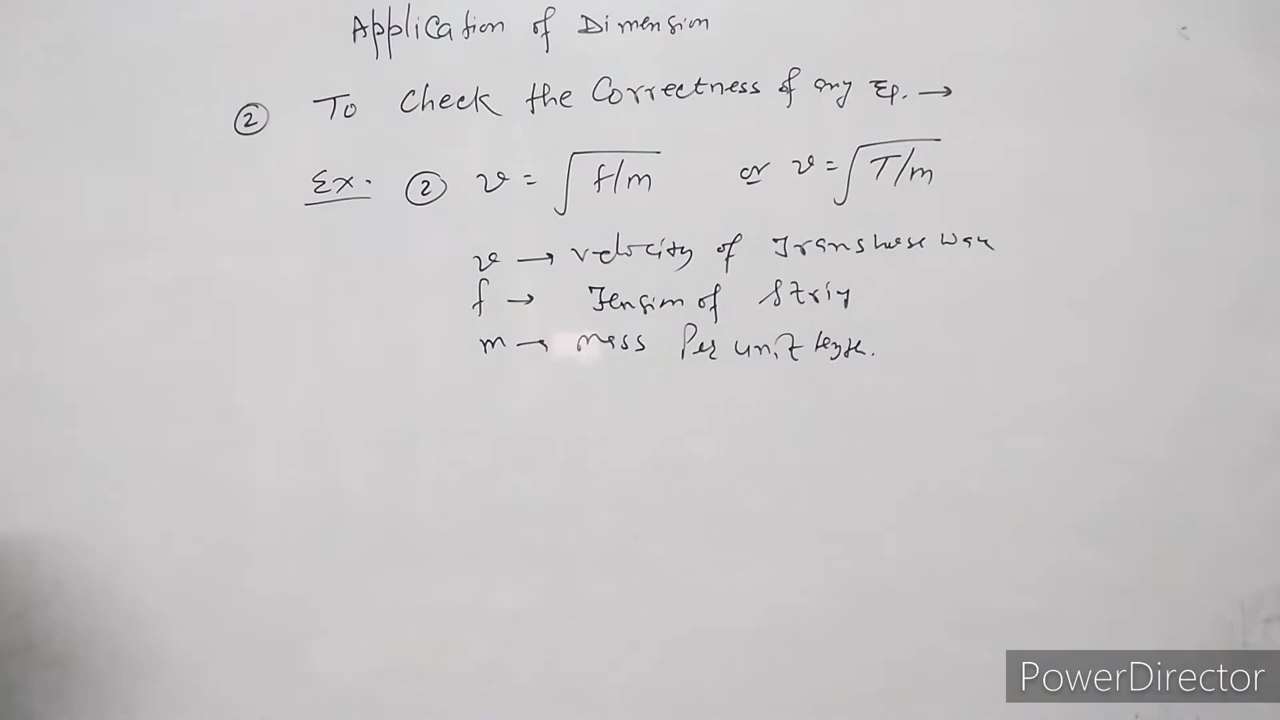 Application of Dimension
② To Check the Correctness of any Eq. →
Ex. ② v = √f/m or v = √T/m
v → velocity of Transverse wave
f → Tension of String
m → mass Per unit length.
PowerDirector